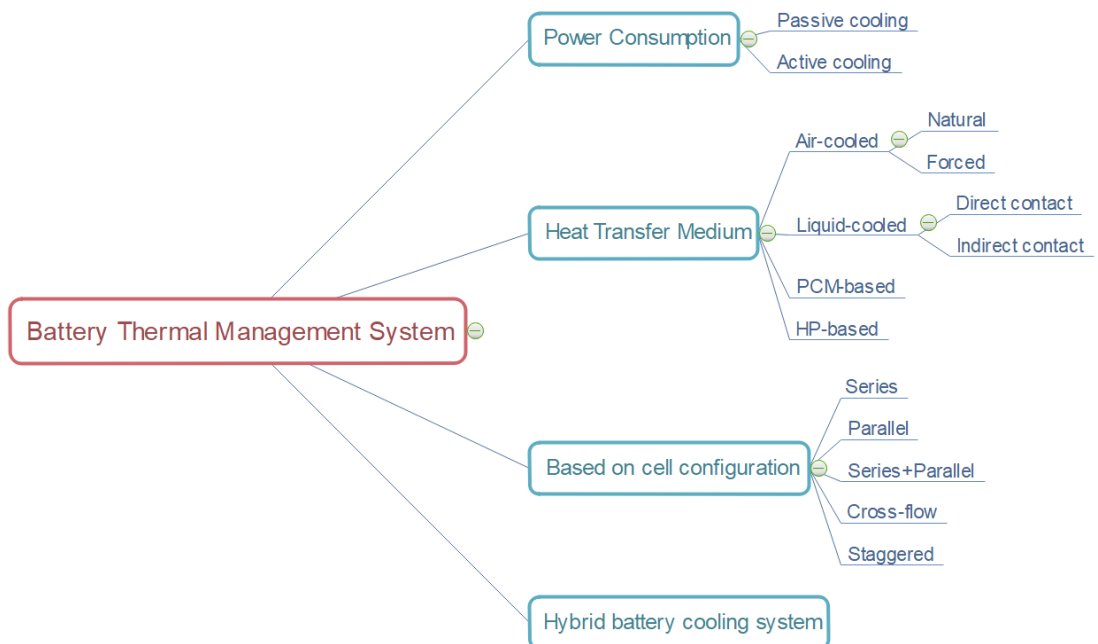 Passive cooling
Power Consumption
Active cooling
Natural
Air-cooled
Forced
Direct contact
Heat Transfer Medium
Liquid-cooled
Indirect contact
PCM-based
HP-based
Battery Thermal Management System
Series
Parallel
Based on cell configuration
Series+Parallel
Cross-flow
Staggered
Hybrid battery cooling system